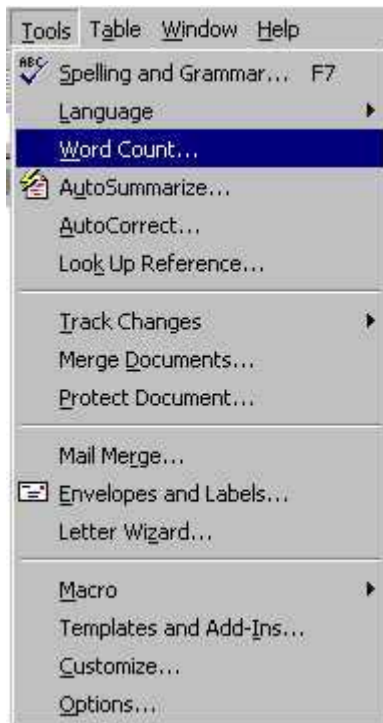 Tools Table Window Help
ABC Spelling and Grammar... F7
Language
Word Count...
AutoSummarize...
AutoCorrect...
Look Up Reference...
Track Changes
Merge Documents...
Protect Document...
Mail Merge...
Envelopes and Labels...
Letter Wizard...
Macro
Templates and Add-Ins...
Customize...
Options...